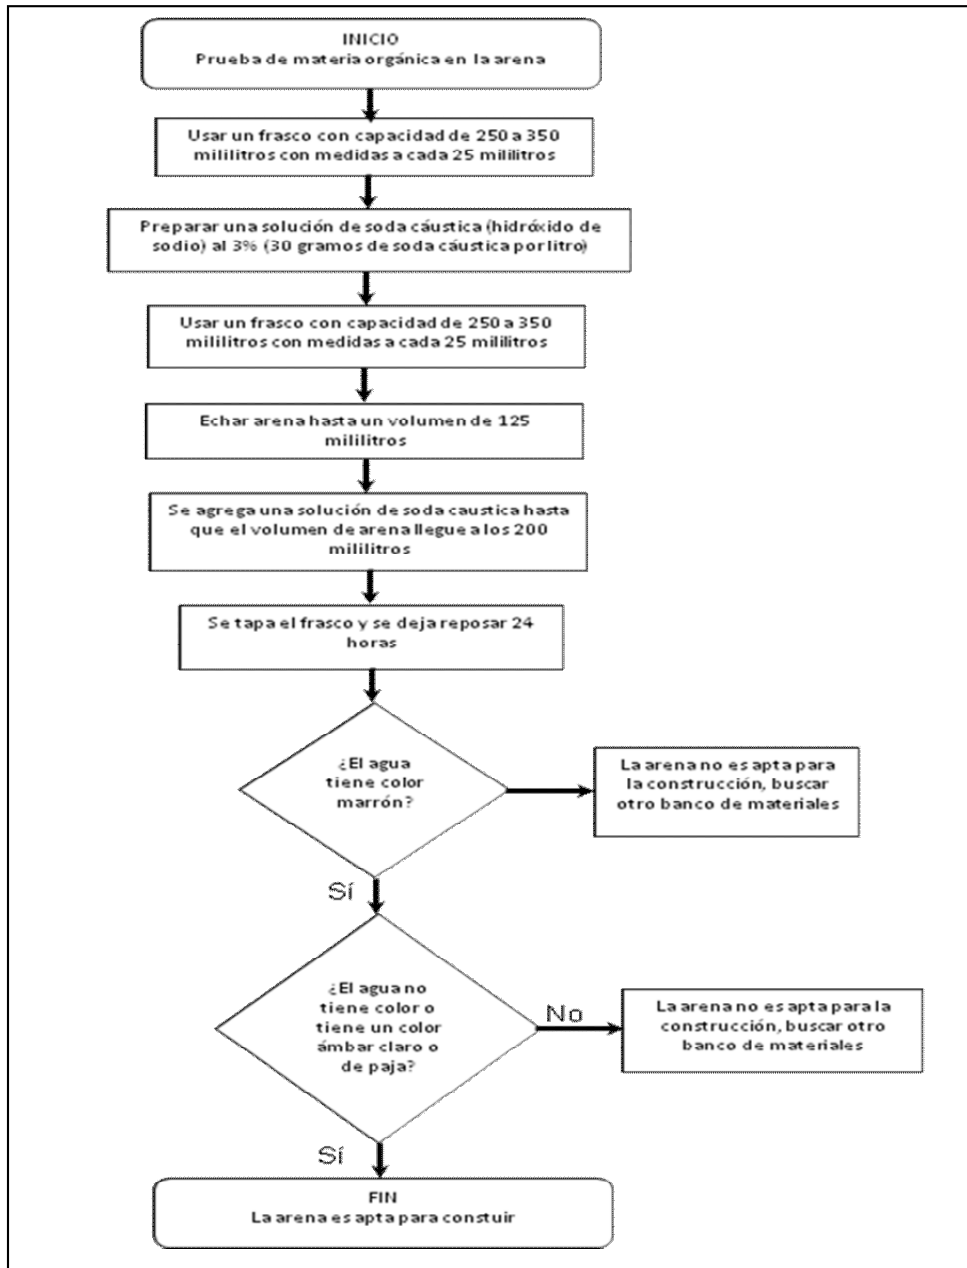 INICIO
Prueba de materia orgánica en la arena
Usar un frasco con capacidad de 250 a 350
mililitros con medidas a cada 25 mililitros
Preparar una solución de soda cáustica (hidróxido de
sodio) al 3% (30 gramos de soda cáustica por litro)
Usar un frasco con capacidad de 250 a 350
mililitros con medidas a cada 25 mililitros
Echar arena hasta un volumen de 125
mililitros
Se agrega una solución de soda caustica hasta
que el volumen de arena llegue a los 200
mililitros
Se tapa el frasco y se deja reposar 24
horas
¿El agua
tiene color
marrón?
La arena no es apta para
la construcción, buscar
otro banco de materiales
Sí
¿El agua no
tiene color o
tiene un color
ámbar claro o
de paja?
No
La arena no es apta para la
construcción, buscar otro
banco de materiales
Sí
FIN
La arena es apta para constuir